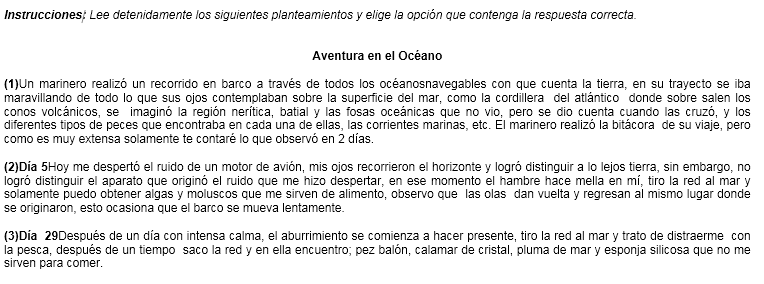 Instrucciones: Lee detenidamente los siguientes planteamientos y elige la opción que contenga la respuesta correcta.
Aventura en el Océano
(1)Un marinero realizó un recorrido en barco a través de todos los océanosnavegables con que cuenta la tierra, en su trayecto se iba
maravillando de todo lo que sus ojos contemplaban sobre la superficie del mar, como la cordillera del atlántico donde sobre salen los
conos volcánicos, se imaginó la región nerítica, batial y las fosas oceánicas que no vio, pero se dio cuenta cuando las cruzó, y los
diferentes tipos de peces que encontraba en cada una de ellas, las corrientes marinas, etc. El marinero realizó la bitácora de su viaje, pero
como es muy extensa solamente te contaré lo que observó en 2 días.
(2)Día 5Hoy me despertó el ruido de un motor de avión, mis ojos recorrieron el horizonte y logró distinguir a lo lejos tierra, sin embargo, no
logró distinguir el aparato que originó el ruido que me hizo despertar, en ese momento el hambre hace mella en mí, tiro la red al mar y
solamente puedo obtener algas y moluscos que me sirven de alimento, observo que las olas dan vuelta y regresan al mismo lugar donde
se originaron, esto ocasiona que el barco se mueva lentamente.
(3)Día 29Después de un día con intensa calma, el aburrimiento se comienza a hacer presente, tiro la red al mar y trato de distraerme con
la pesca, después de un tiempo saco la red y en ella encuentro; pez balón, calamar de cristal, pluma de mar y esponja silicosa que no me
sirven para comer.